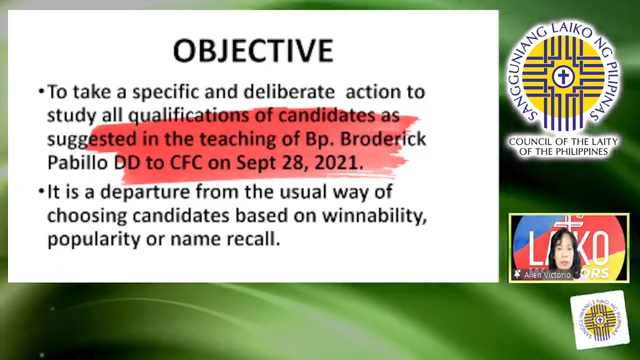 OBJECTIVE
•To take a specific and deliberate action to
study all qualifications of candidates as
suggested in the teaching of Bp. Broderick
Pabillo DD to CFC on Sept 28, 2021.
•It is a departure from the usual way of
choosing candidates based on winnability,
popularity or name recall.
SANGGUNIANG LAIKO NG PILIPINAS
COUNCIL OF THE LAITY
OF THE PHILIPPINES
LAIKO
Allen Victorio
ORS